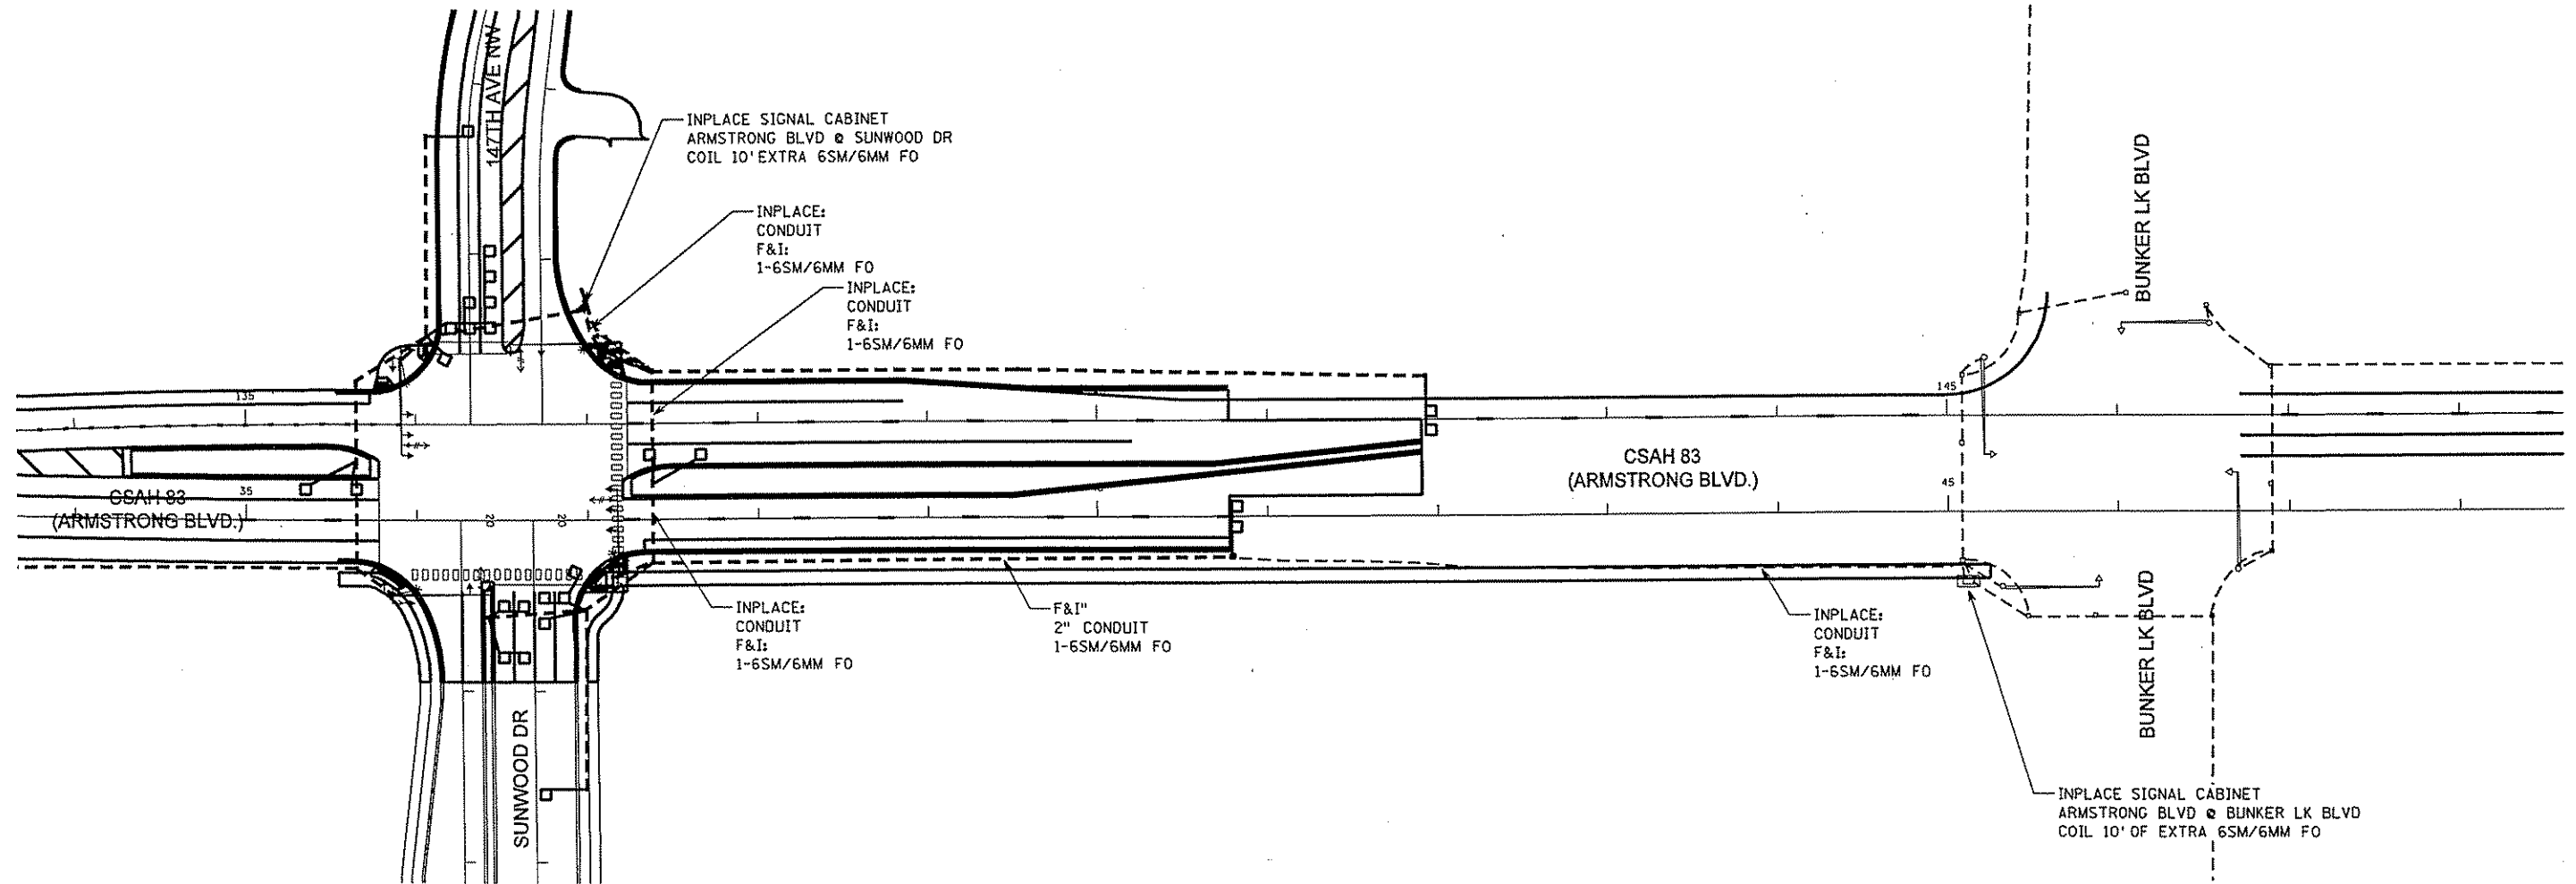 147TH AVE NW
INPLACE SIGNAL CABINET
ARMSTRONG BLVD @ SUNWOOD DR
COIL 10' EXTRA 6SM/6MM FO
INPLACE:
CONDUIT
F&I:
1-6SM/6MM FO
INPLACE:
CONDUIT
F&I:
1-6SM/6MM FO
BUNKER LK BLVD
135
145
CSAH 83
(ARMSTRONG BLVD.)
CSAH 83
(ARMSTRONG BLVD.)
35
45
20
20
INPLACE:
CONDUIT
F&I:
1-6SM/6MM FO
F&I"
2" CONDUIT
1-6SM/6MM FO
INPLACE:
CONDUIT
F&I:
1-6SM/6MM FO
BUNKER LK BLVD
SUNWOOD DR
INPLACE SIGNAL CABINET
ARMSTRONG BLVD @ BUNKER LK BLVD
COIL 10' OF EXTRA 6SM/6MM FO